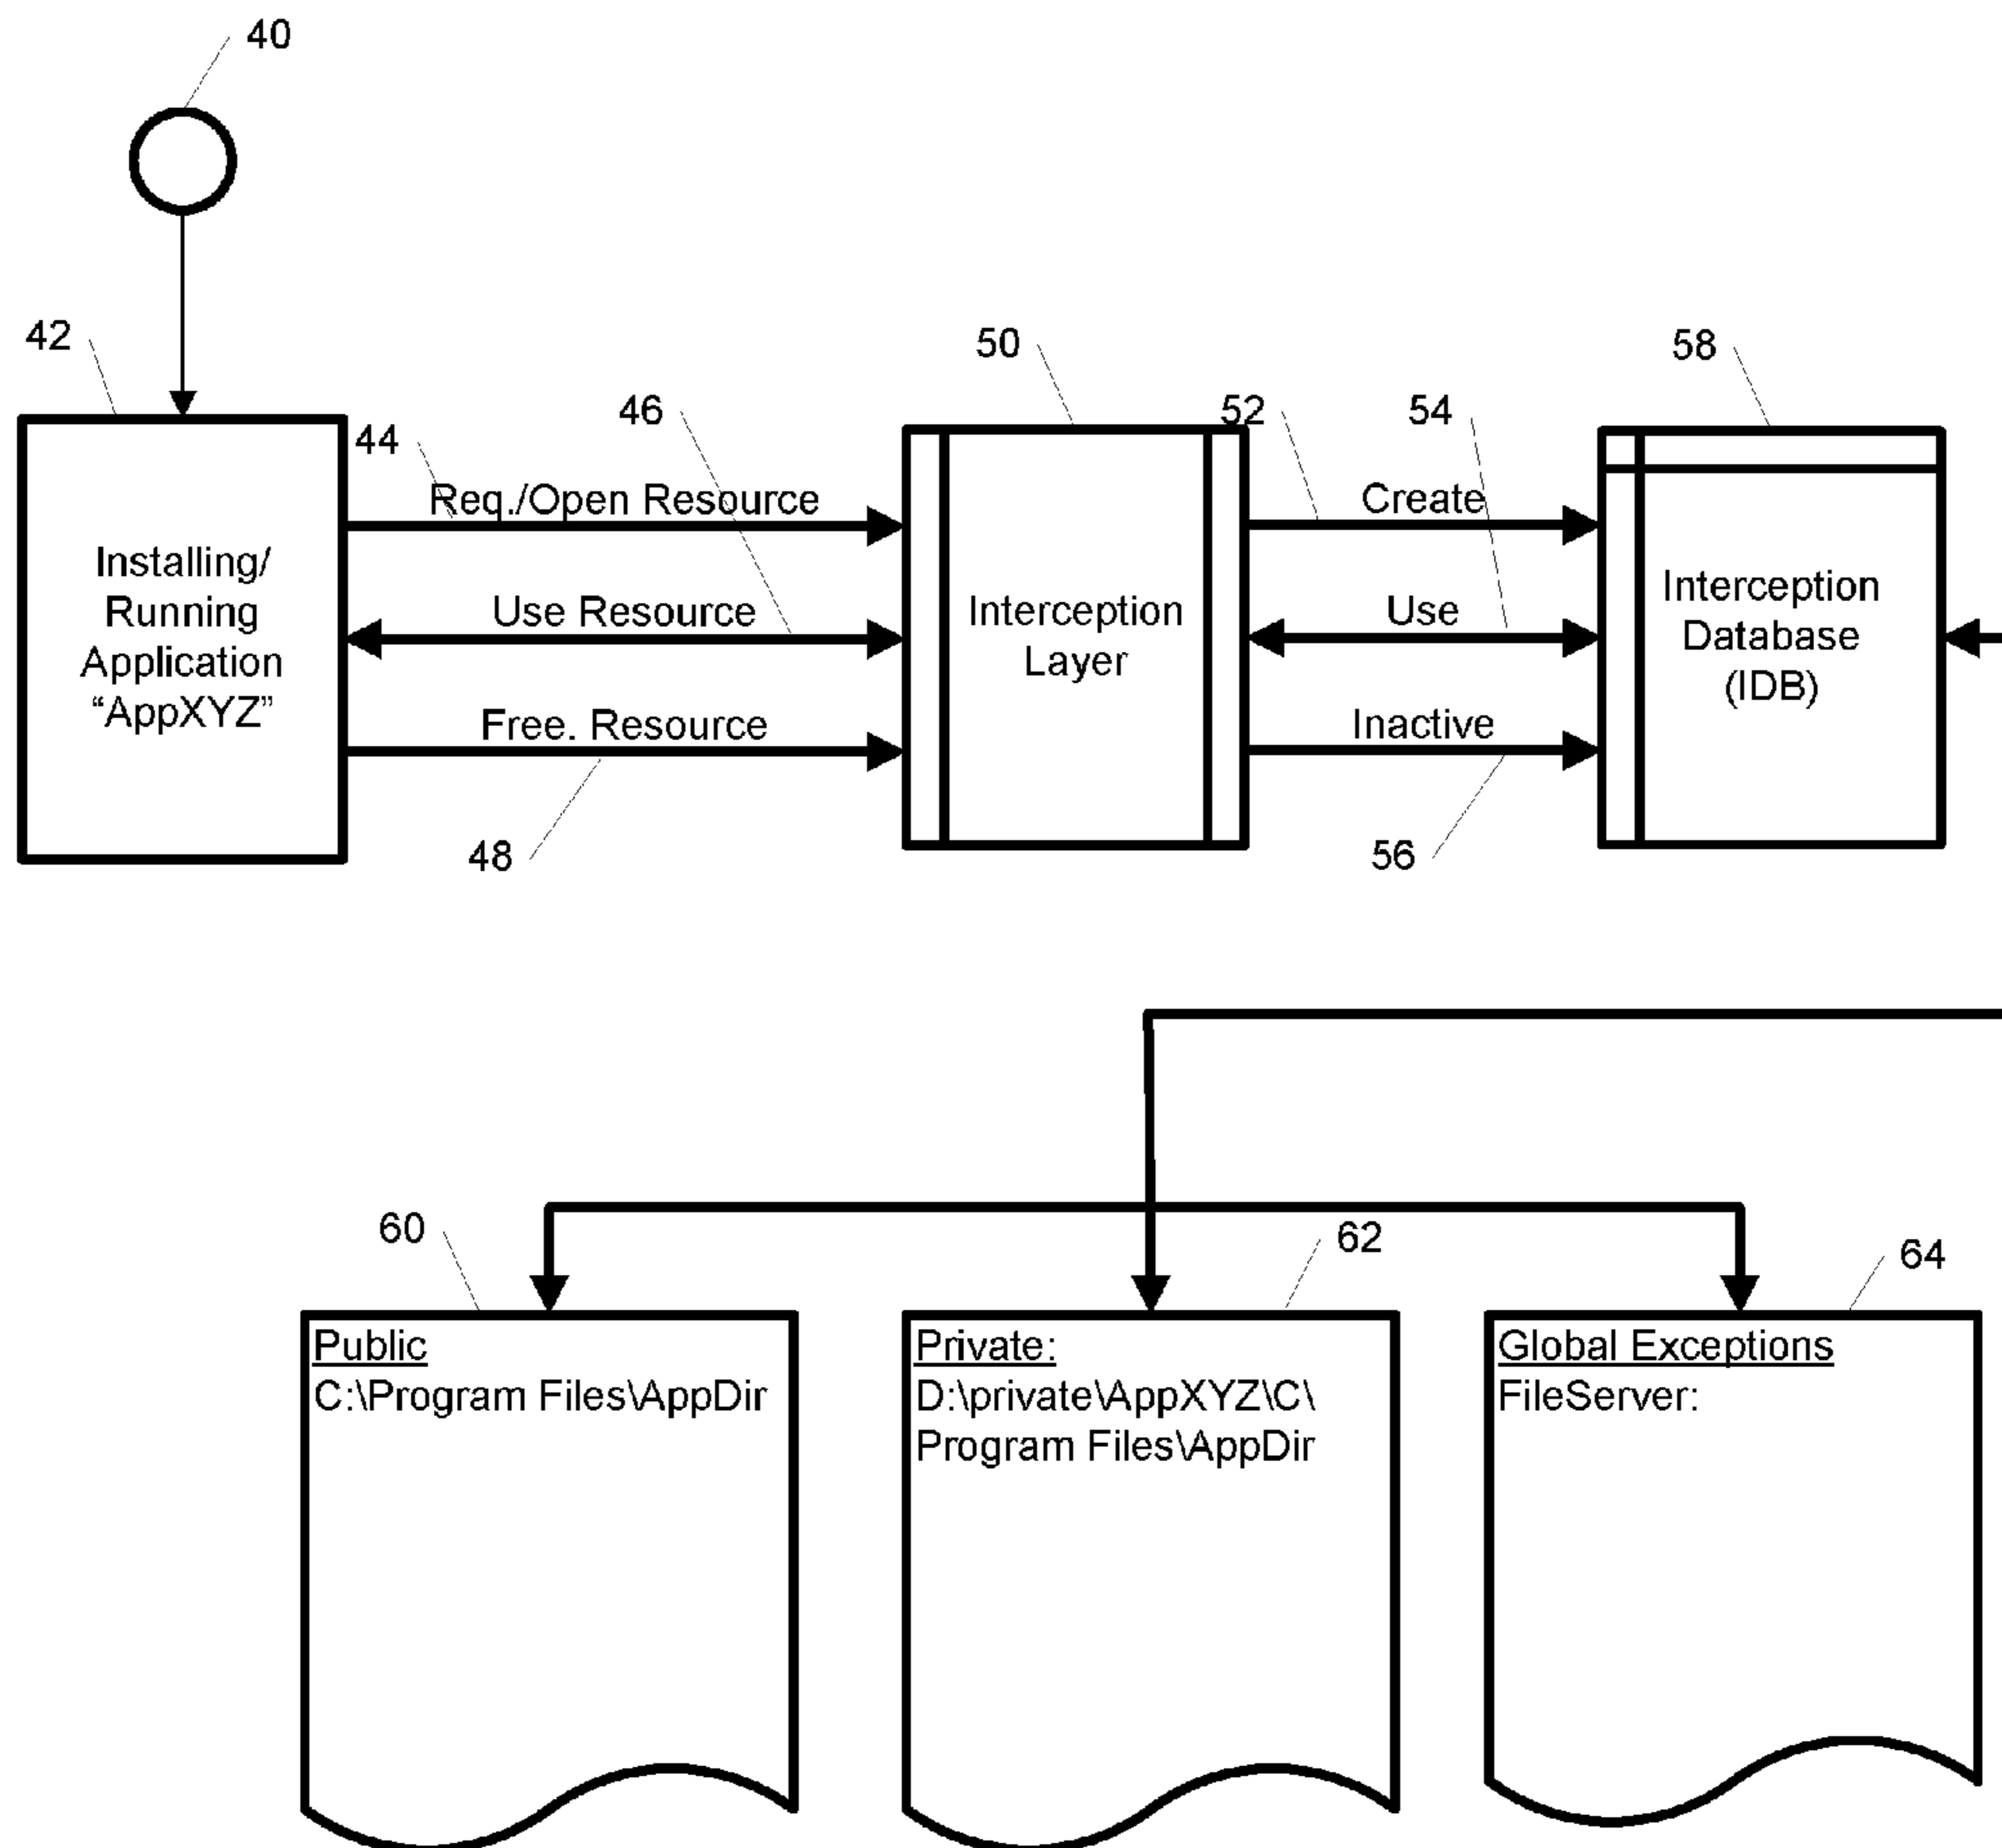 40
42
50
58
44
46
52
54
Req./Open Resource
Create
Installing/
Running
Application
“AppXYZ”
Use Resource
Interception
Layer
Use
Interception
Database
(IDB)
Free. Resource
Inactive
48
56
60
62
64
Public
C:\Program Files\AppDir
Private:
D:\private\AppXYZ\C\
Program Files\AppDir
Global Exceptions
FileServer: